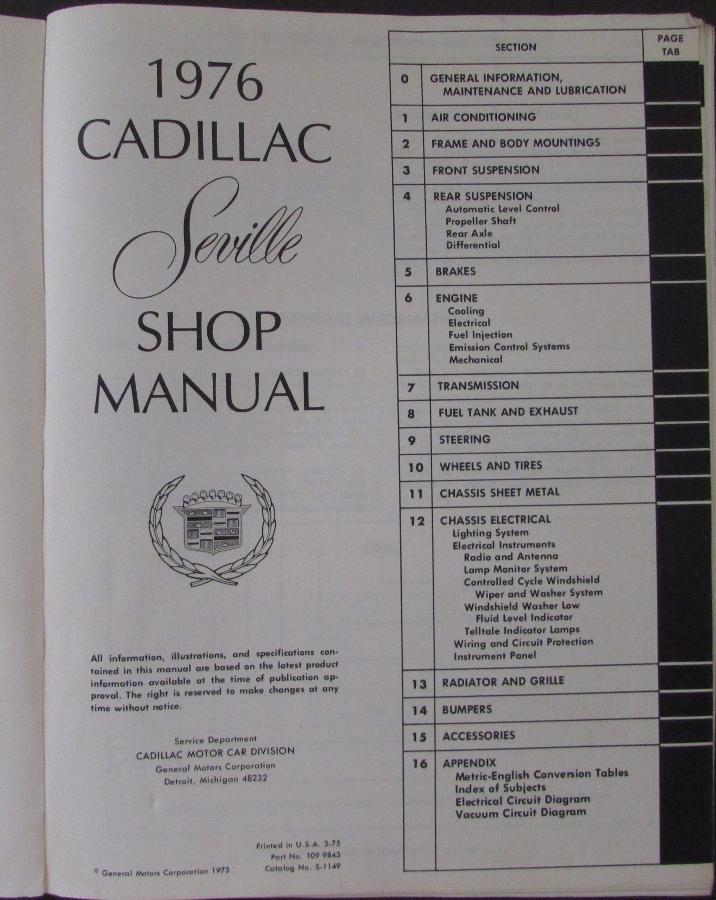 1976
CADILLAC
Seville
SHOP
MANUAL
All information, illustrations, and specifications con-
tained in this manual are based on the latest product
information available at the time of publication ap-
proval. The right is reserved to make changes at any
time without notice.
Service Department
CADILLAC MOTOR CAR DIVISION
General Motors Corporation
Detroit, Michigan 48232
Printed in U.S.A. 3-75
Part No. 109 9843
Catalog No. S-1149
© General Motors Corporation 1975
SECTION PAGE TAB
0 GENERAL INFORMATION,
MAINTENANCE AND LUBRICATION
1 AIR CONDITIONING
2 FRAME AND BODY MOUNTINGS
3 FRONT SUSPENSION
4 REAR SUSPENSION
Automatic Level Control
Propeller Shaft
Rear Axle
Differential
5 BRAKES
6 ENGINE
Cooling
Electrical
Fuel Injection
Emission Control Systems
Mechanical
7 TRANSMISSION
8 FUEL TANK AND EXHAUST
9 STEERING
10 WHEELS AND TIRES
11 CHASSIS SHEET METAL
12 CHASSIS ELECTRICAL
Lighting System
Electrical Instruments
Radio and Antenna
Lamp Monitor System
Controlled Cycle Windshield
Wiper and Washer System
Windshield Washer Low
Fluid Level Indicator
Telltale Indicator Lamps
Wiring and Circuit Protection
Instrument Panel
13 RADIATOR AND GRILLE
14 BUMPERS
15 ACCESSORIES
16 APPENDIX
Metric-English Conversion Tables
Index of Subjects
Electrical Circuit Diagram
Vacuum Circuit Diagram